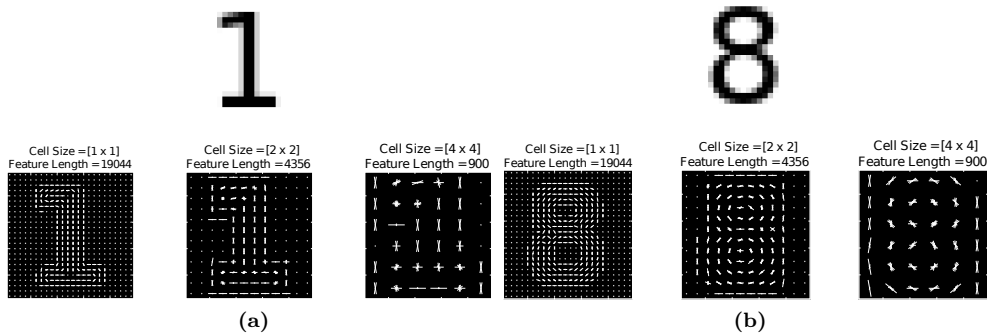 1
8
Cell Size =[1 x 1]
Feature Length =19044
Cell Size =[2 x 2]
Feature Length =4356
Cell Size =[4 x 4]
Feature Length =900
Cell Size =[1 x 1]
Feature Length =19044
Cell Size =[2 x 2]
Feature Length =4356
Cell Size =[4 x 4]
Feature Length =900
(a)
(b)